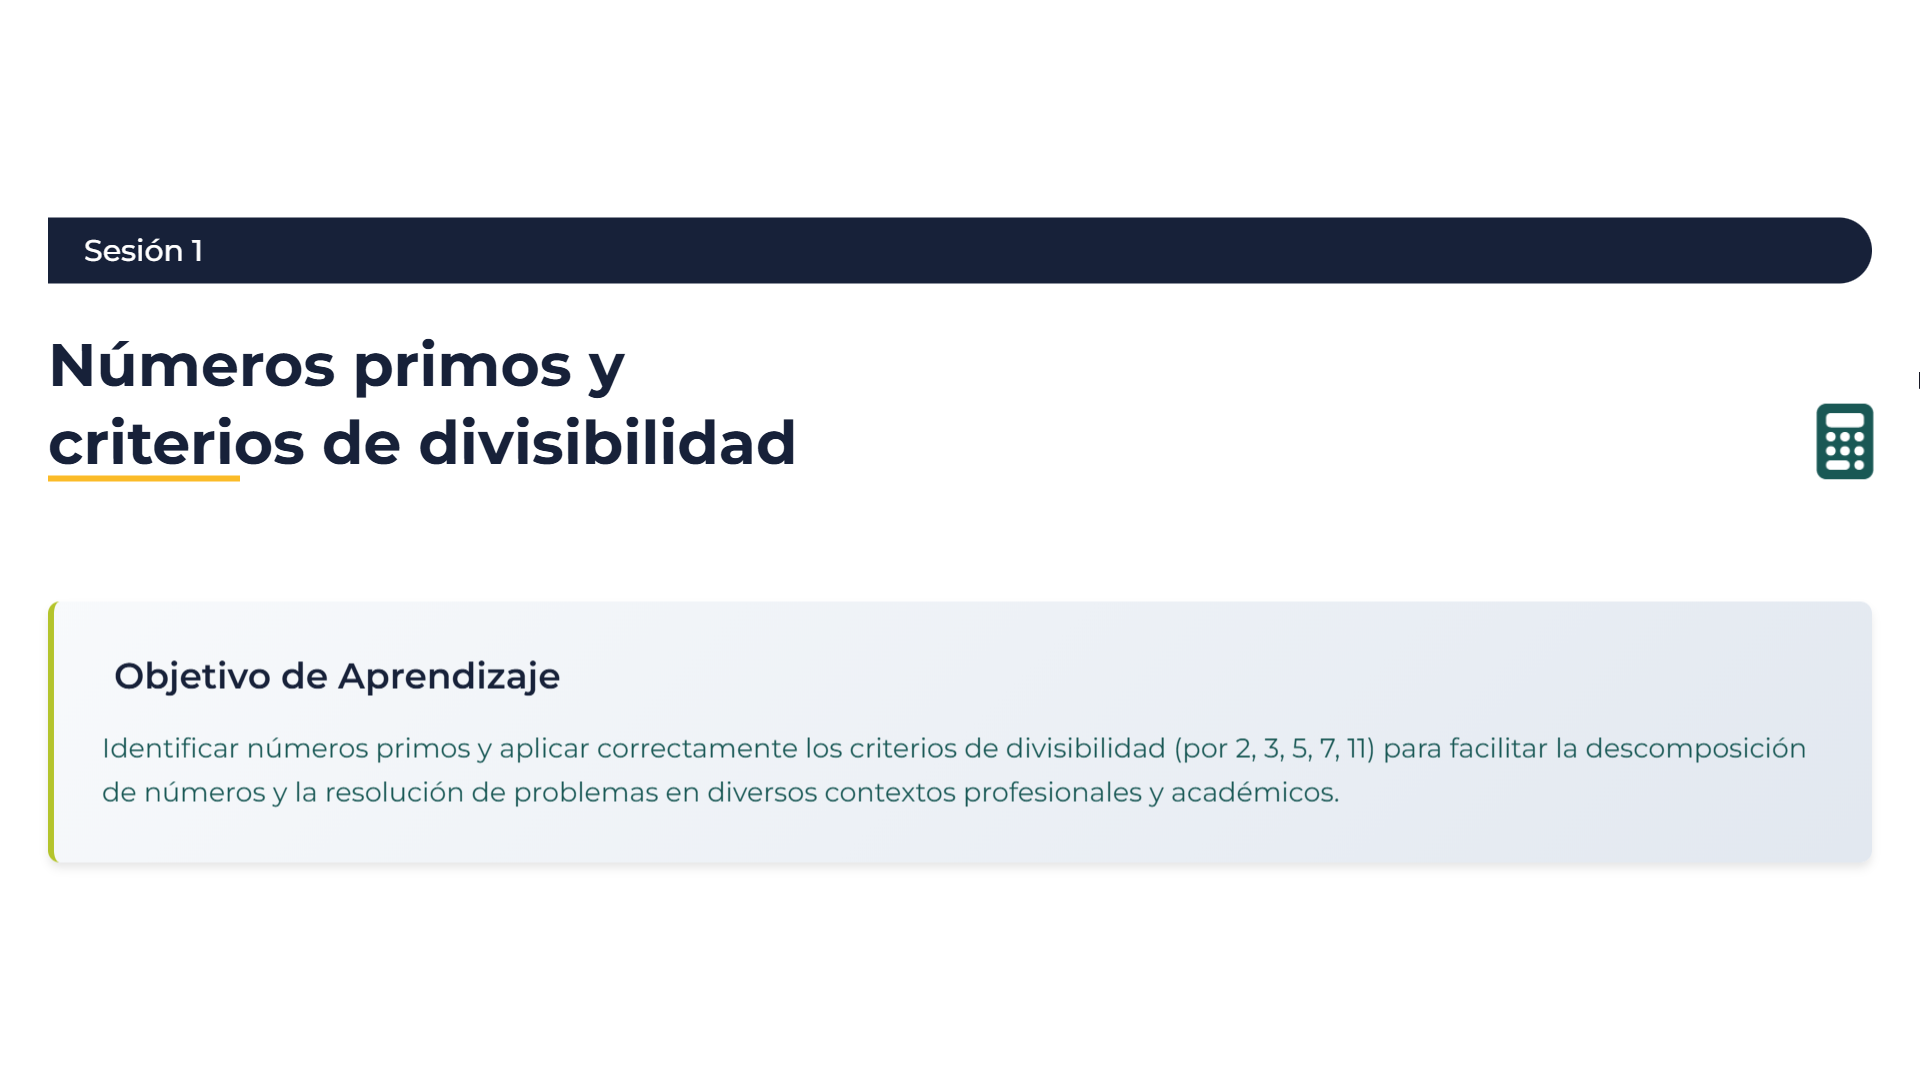 Sesión 1
Números primos y
criterios de divisibilidad
Objetivo de Aprendizaje
Identificar números primos y aplicar correctamente los criterios de divisibilidad (por 2, 3, 5, 7, 11) para facilitar la descomposición
de números y la resolución de problemas en diversos contextos profesionales y académicos.